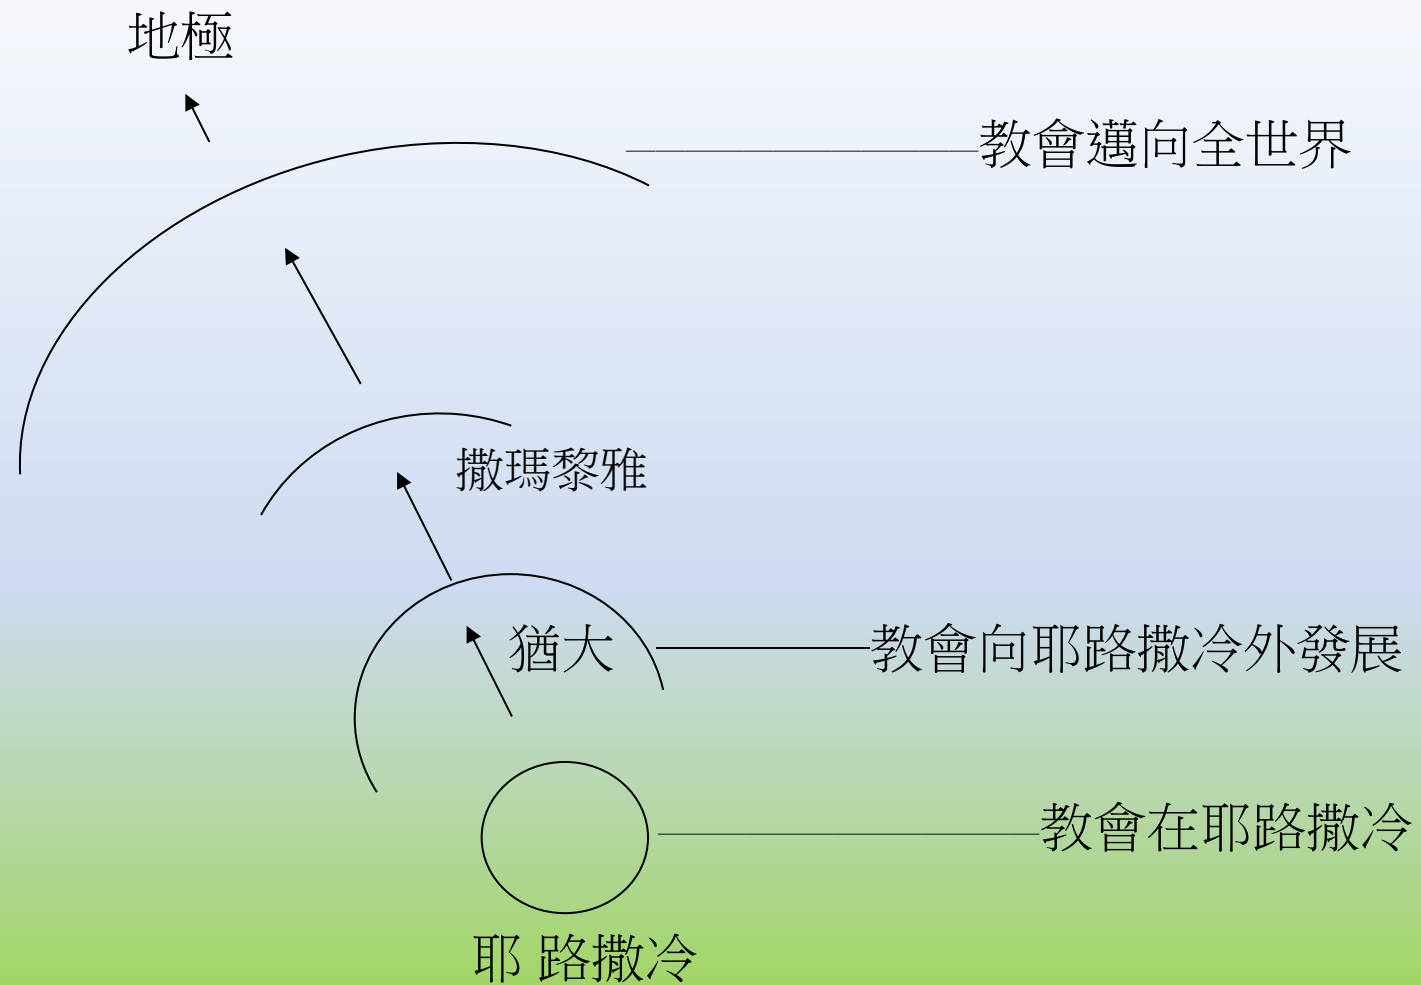 地極
教會邁向全世界
撒瑪黎雅
猶大
教會向耶路撒冷外發展
教會在耶路撒冷
耶 路撒冷